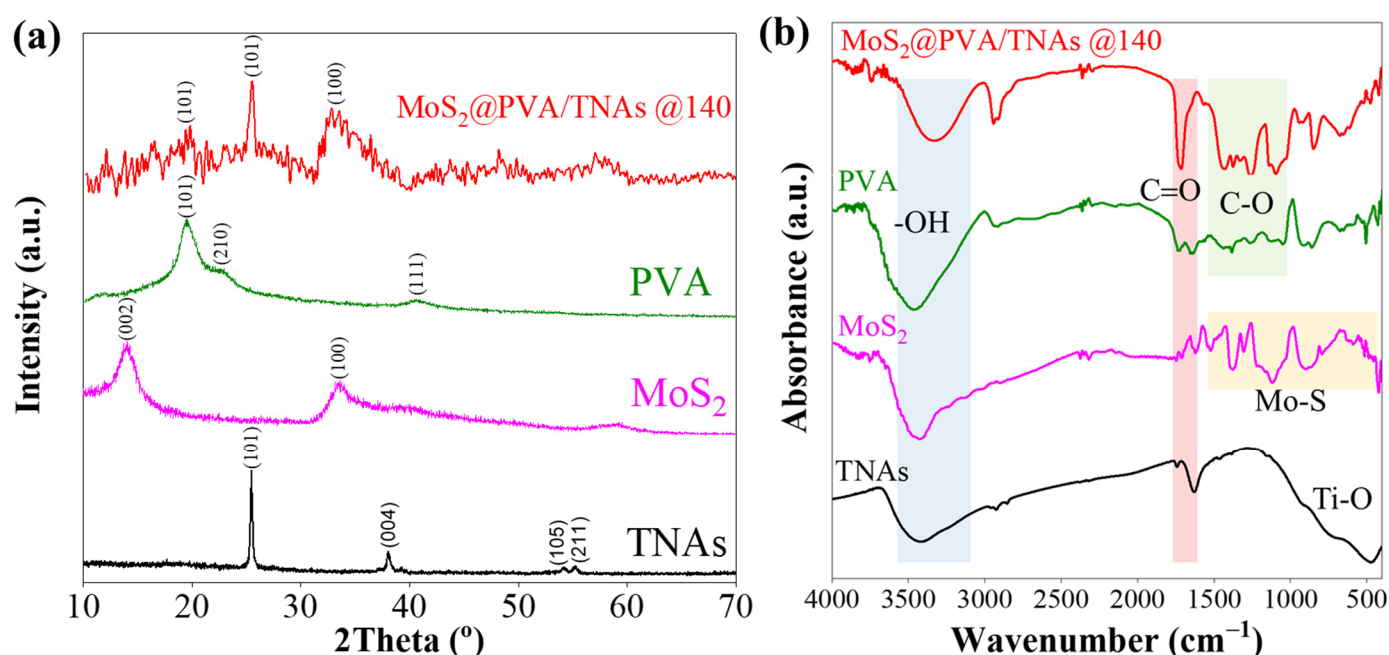 (a)
Intensity (a.u.)
(101)
(101)
(100)
MoS2@PVA/TNAs @140
(101)
(210)
(111)
PVA
(002)
(100)
MoS2
(101)
(004)
(105)
(211)
TNAs
10 20 30 40 50 60 70
2Theta (º)
(b)
Absorbance (a.u.)
MoS2@PVA/TNAs @140
PVA
-OH
C=O
C-O
MoS2
Mo-S
TNAs
Ti-O
4000 3500 3000 2500 2000 1500 1000 500
Wavenumber (cm−1)